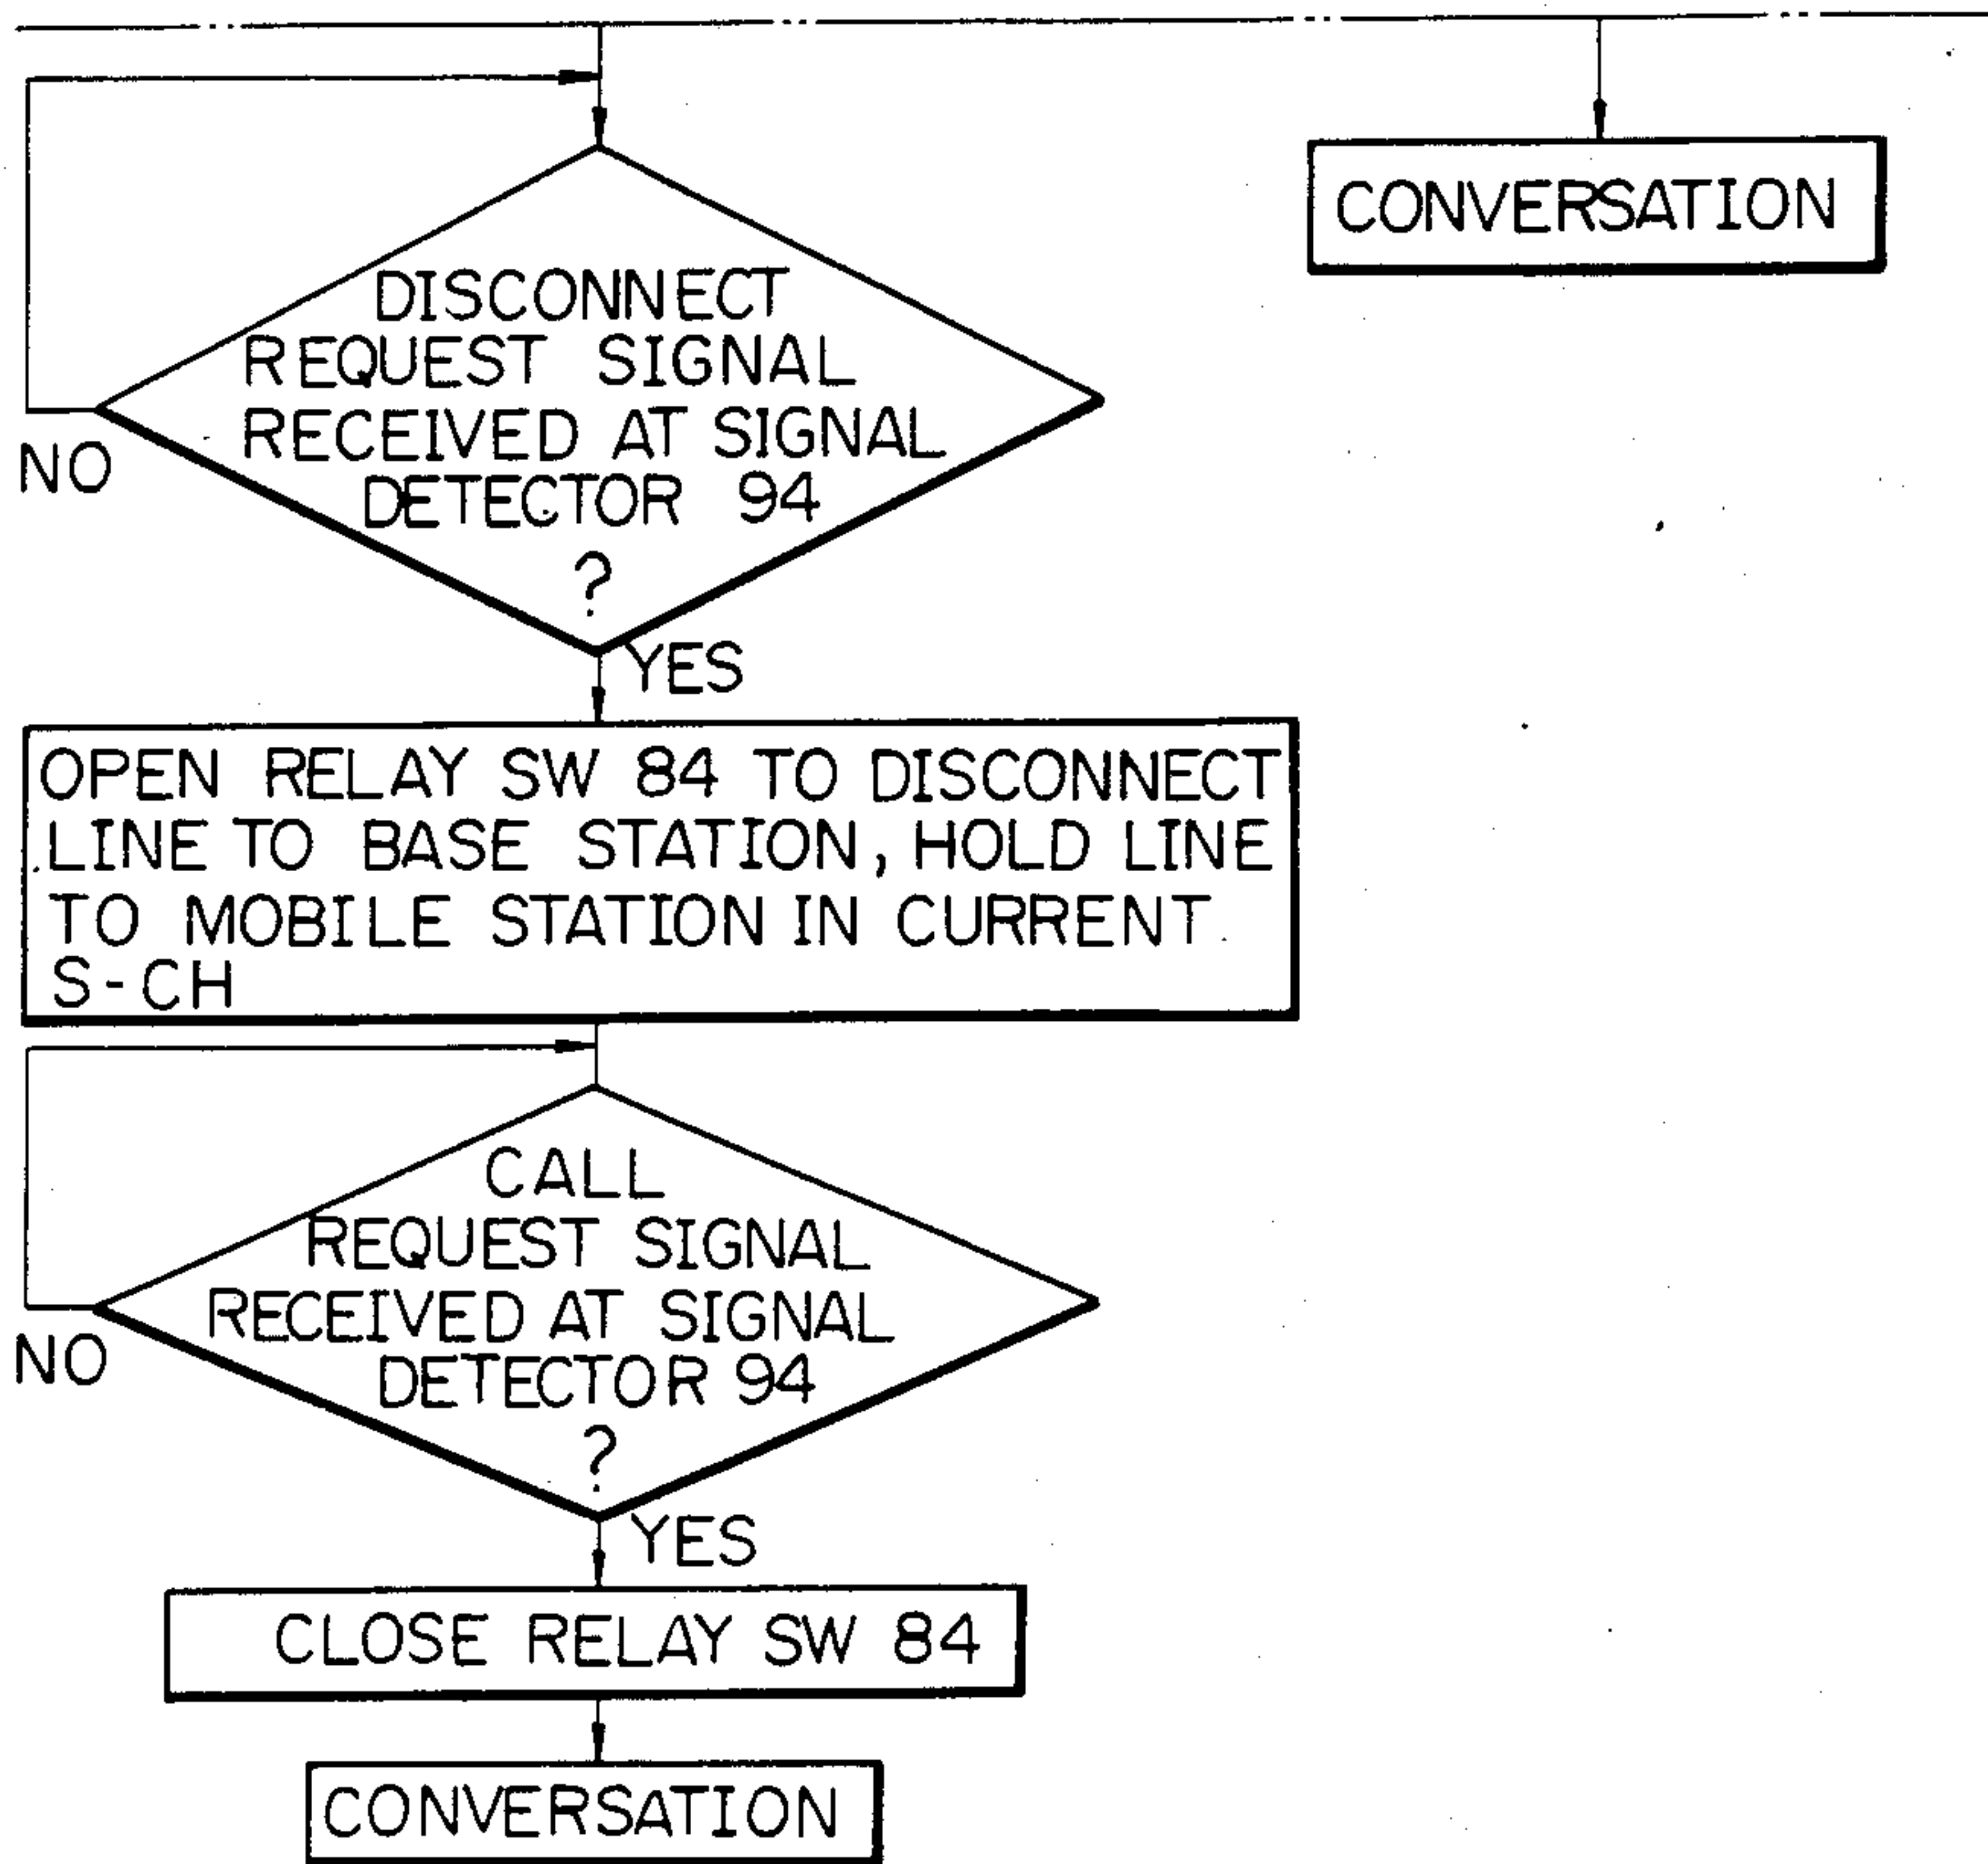 CONVERSATION
DISCONNECT
REQUEST SIGNAL
RECEIVED AT SIGNAL
DETECTOR 94
?
NO
YES
OPEN RELAY SW 84 TO DISCONNECT
LINE TO BASE STATION, HOLD LINE
TO MOBILE STATION IN CURRENT
S-CH
CALL
REQUEST SIGNAL
RECEIVED AT SIGNAL
DETECTOR 94
?
NO
YES
CLOSE RELAY SW 84
CONVERSATION